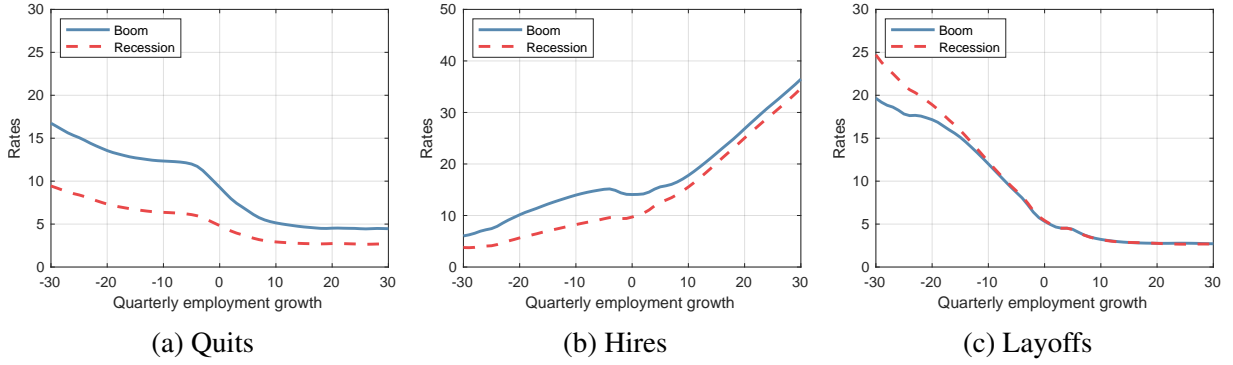 30
25
20
15
10
5
0
Rates
Boom
Recession
-30 -20 -10 0 10 20 30
Quarterly employment growth
(a) Quits
50
40
30
20
10
0
Rates
Boom
Recession
-30 -20 -10 0 10 20 30
Quarterly employment growth
(b) Hires
30
25
20
15
10
5
0
Rates
Boom
Recession
-30 -20 -10 0 10 20 30
Quarterly employment growth
(c) Layoffs